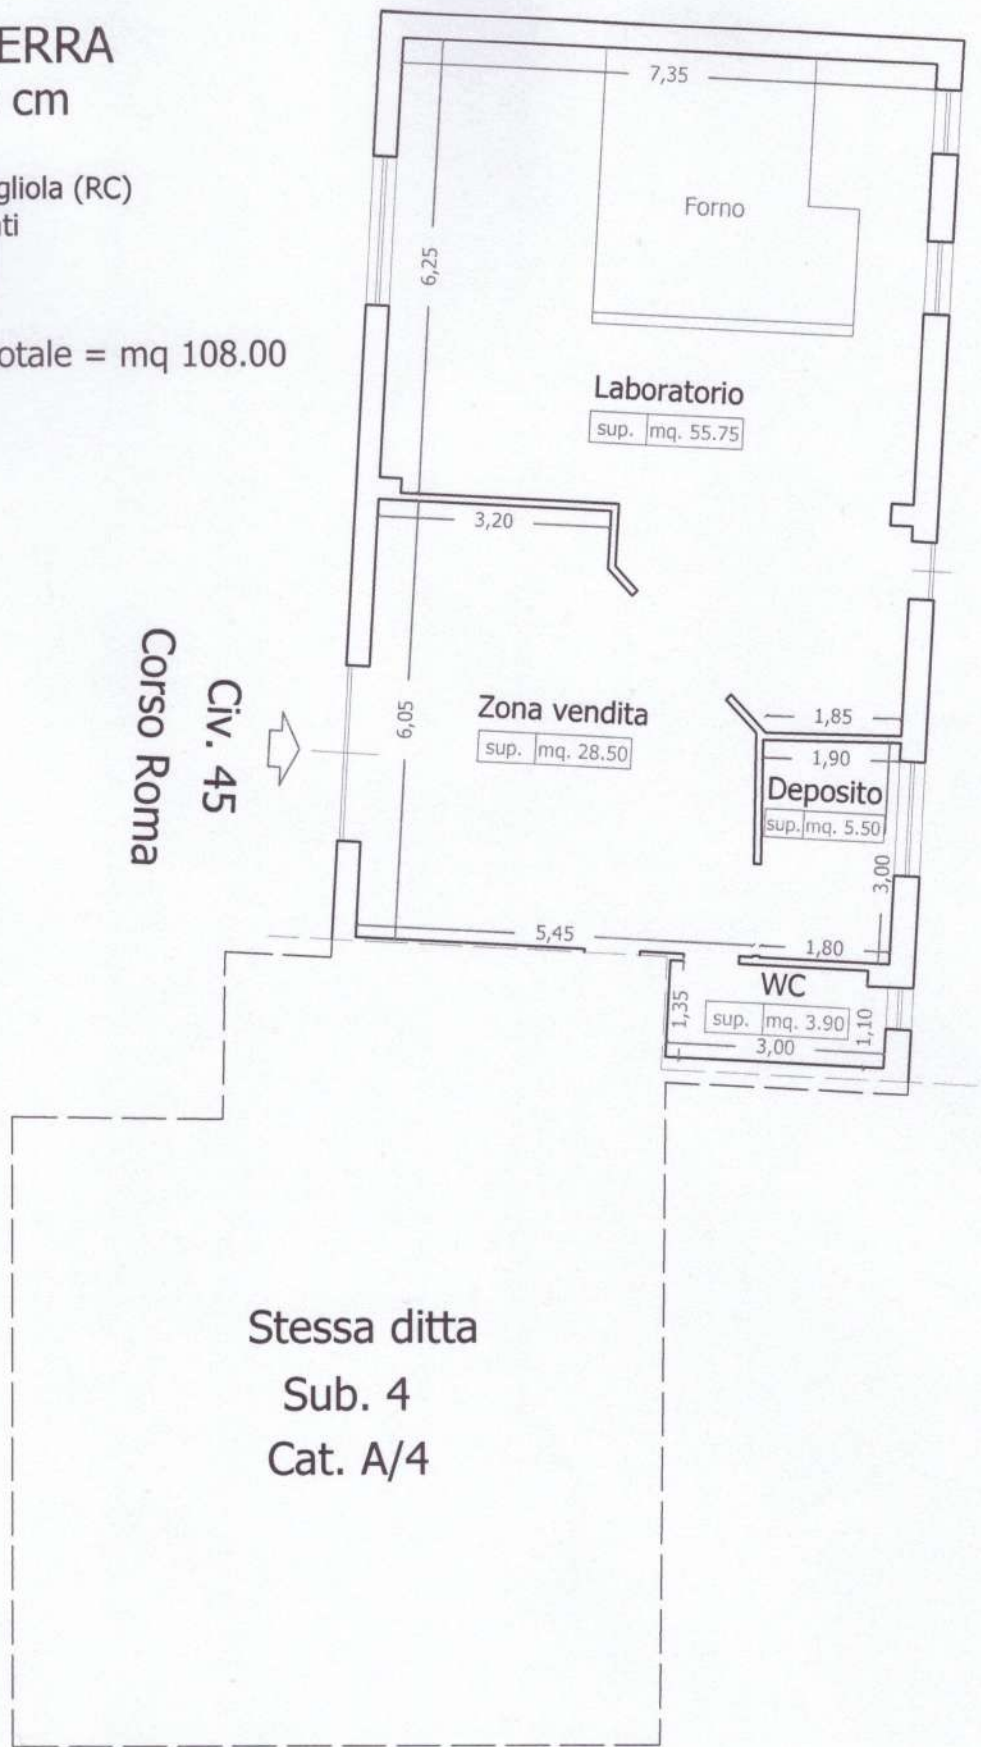 ERRA
cm
gliola (RC)
ti
otale = mq 108.00
7,35
Forno
6,25
Laboratorio
sup. mq. 55.75
3,20
Civ. 45
Corso Roma
6,05
Zona vendita
sup. mq. 28.50
1,85
1,90
Deposito
sup. mq. 5.50
3,00
5,45
1,80
WC
1,35
sup. mq. 3.90
1,10
3,00
Stessa ditta
Sub. 4
Cat. A/4